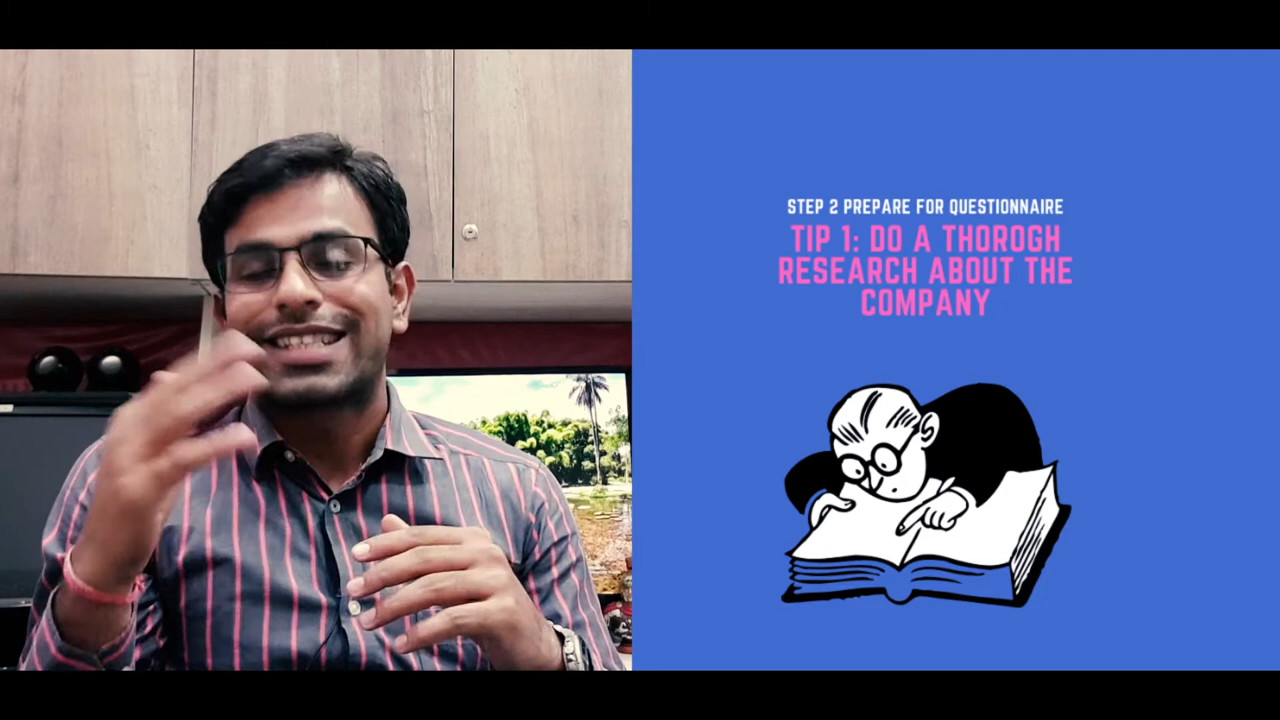 STEP 2 PREPARE FOR QUESTIONNAIRE
TIP 1: DO A THOROGH
RESEARCH ABOUT THE
COMPANY